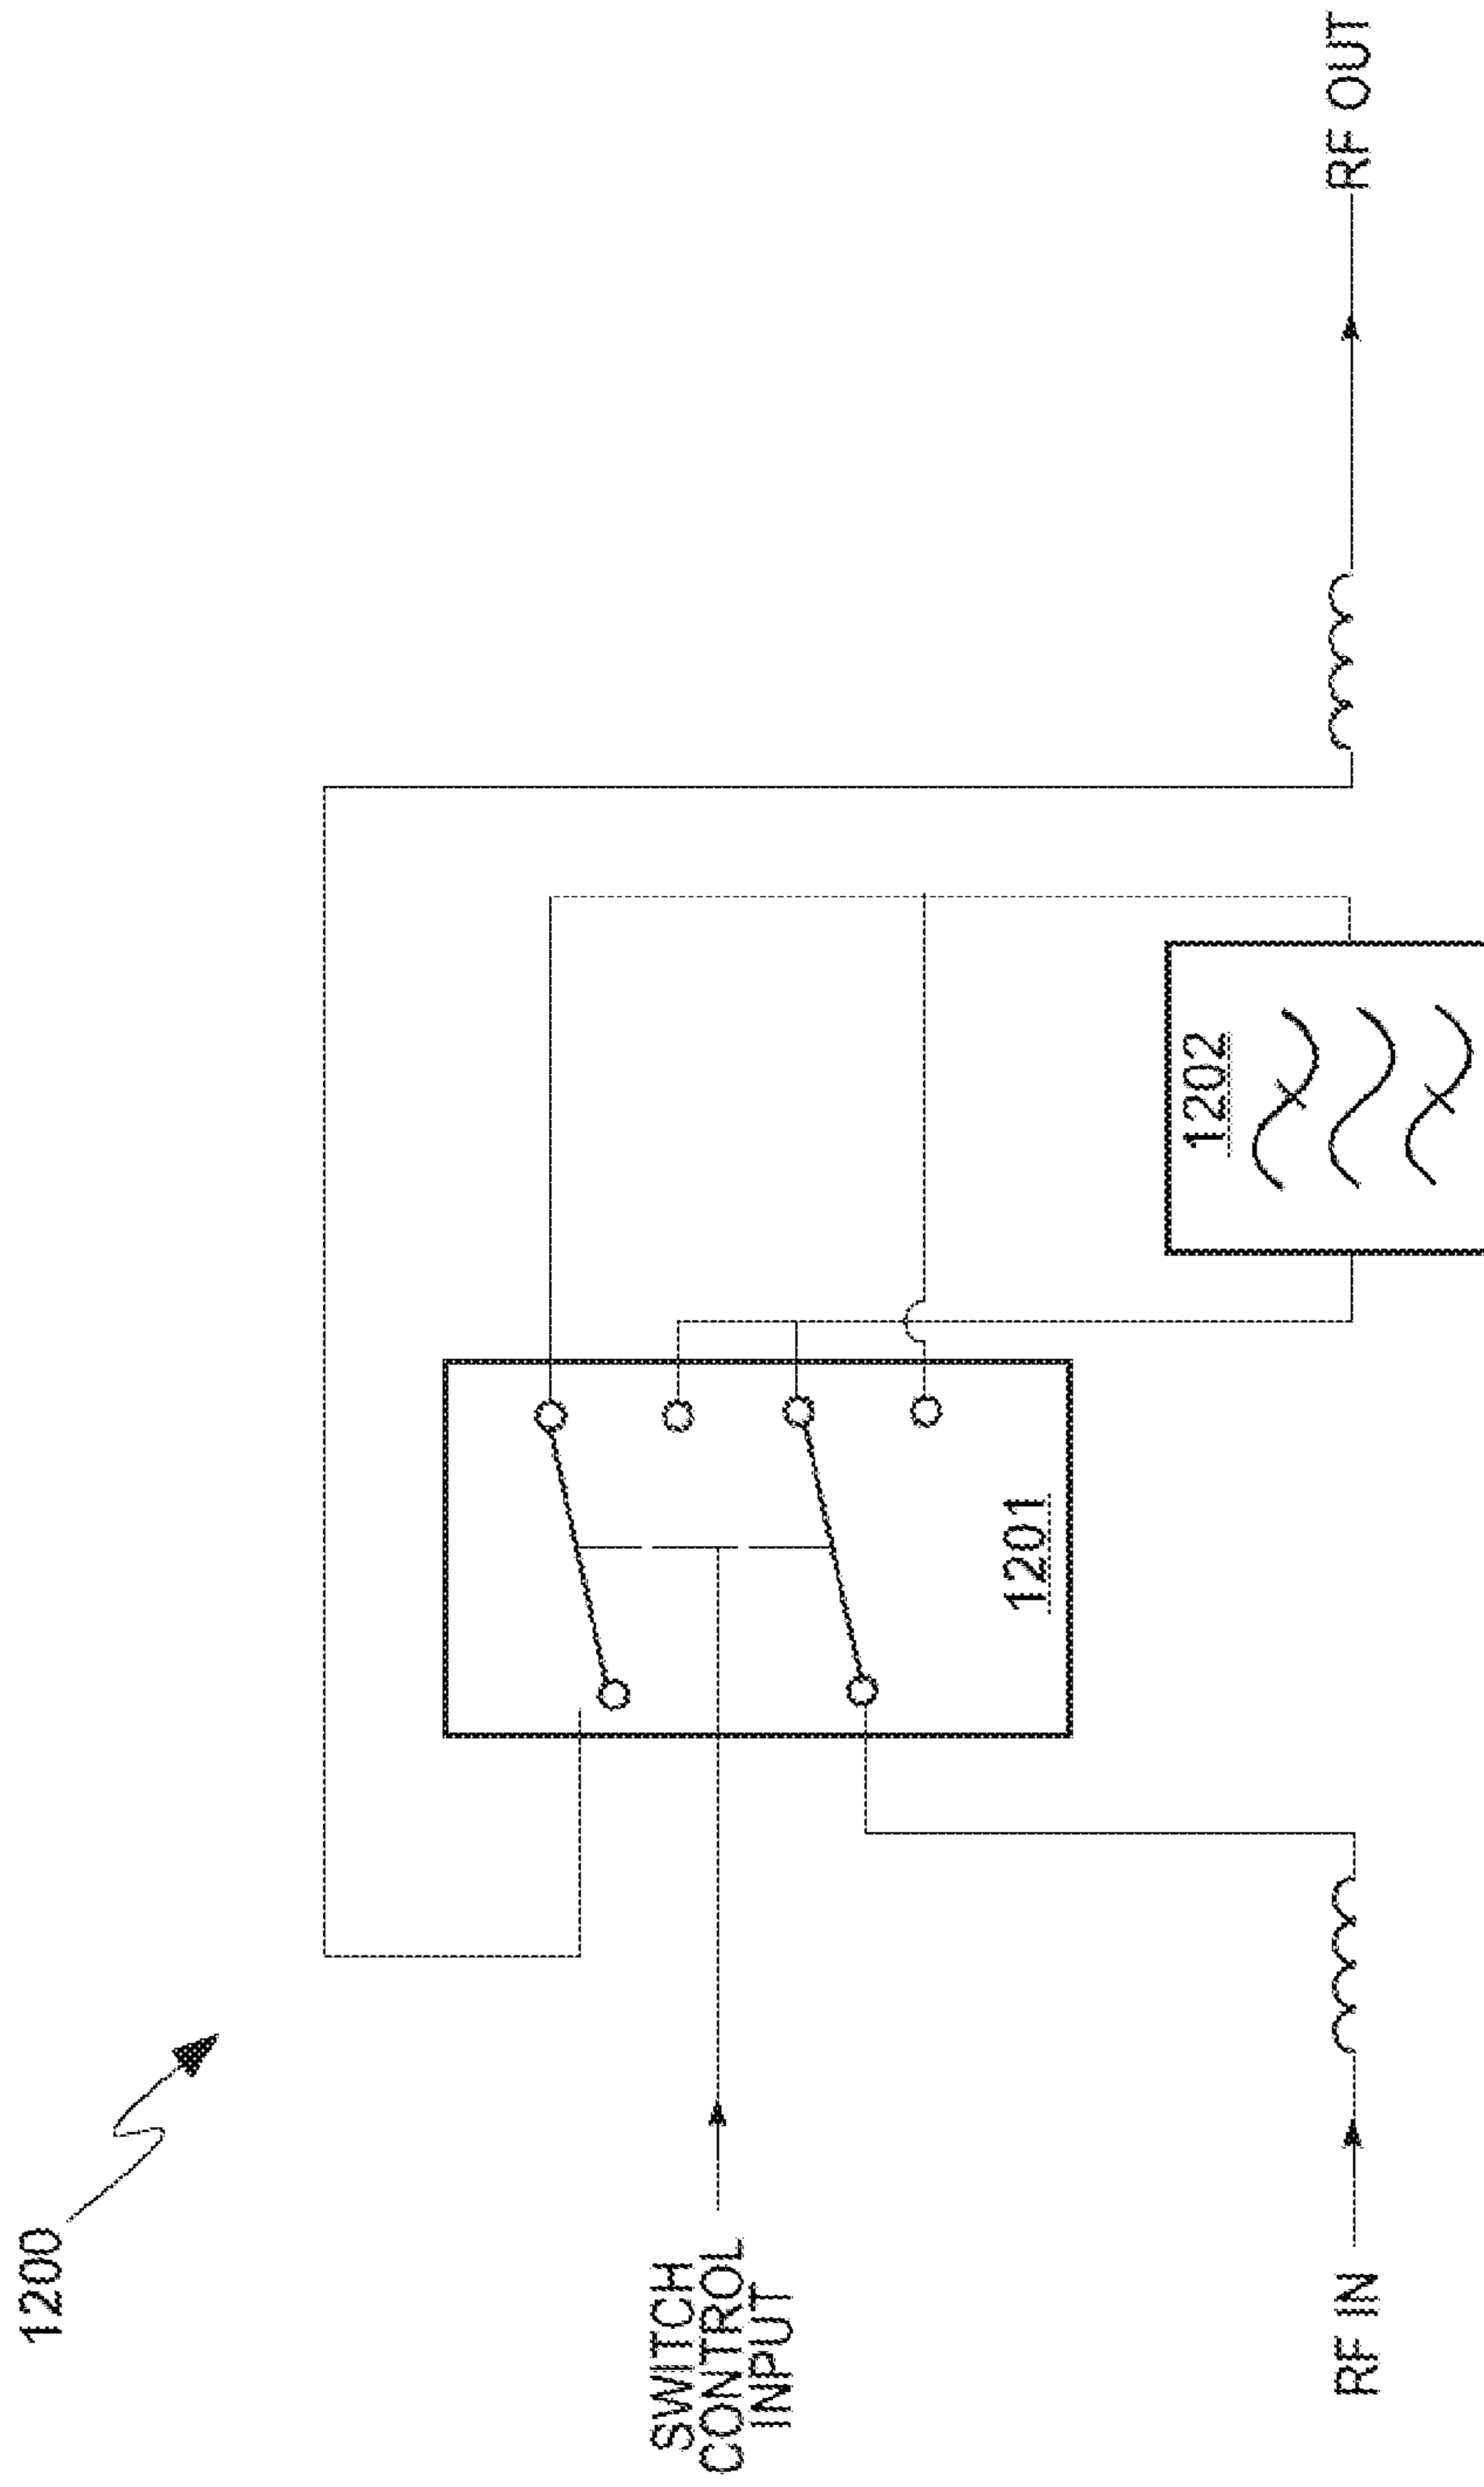 1200
SWITCH
CONTROL
INPUT
1201
1202
RF IN
RF OUT